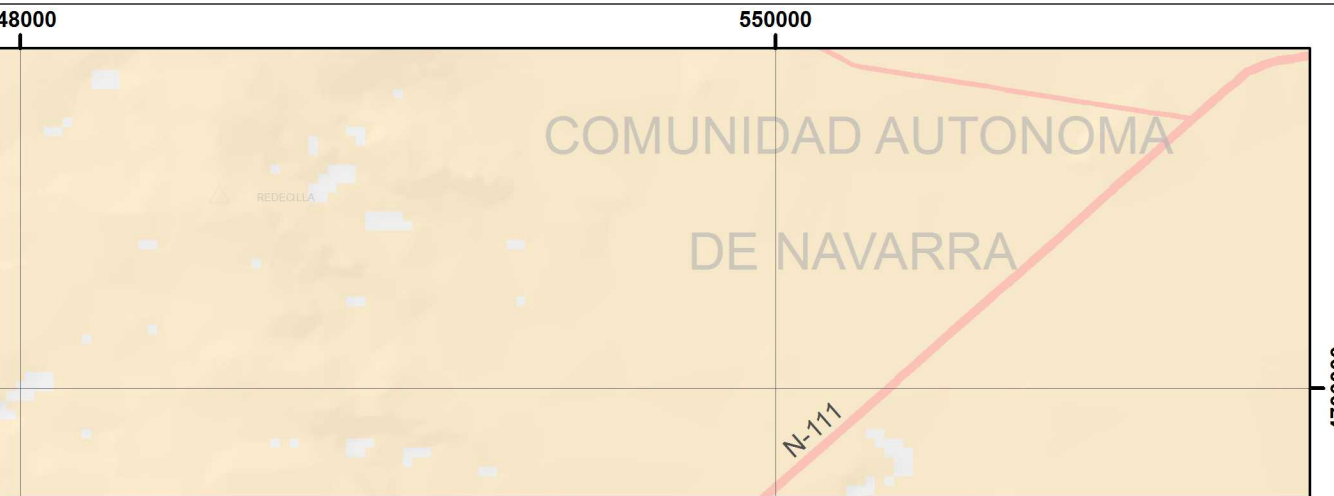 48000
550000
COMUNIDAD AUTONOMA
REDECILLA
DE NAVARRA
N-111